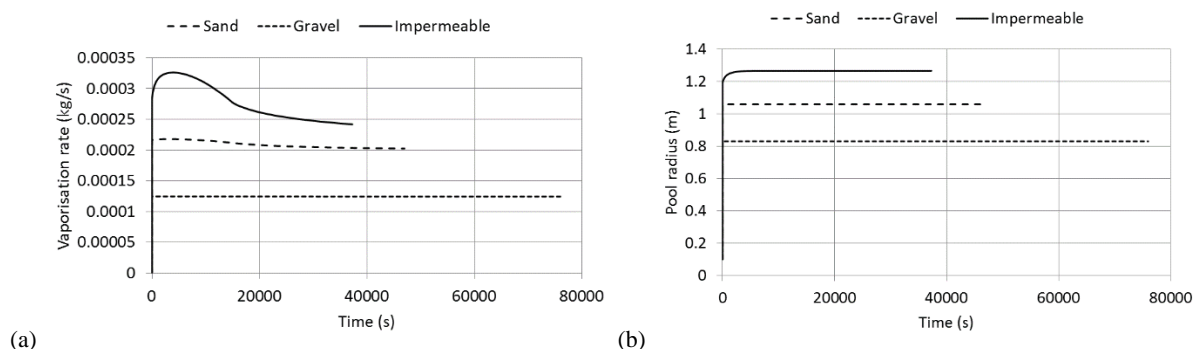 Sand Gravel Impermeable
0.00035
0.0003
0.00025
0.0002
0.00015
0.0001
0.00005
0
Vaporisation rate (kg/s)
0 20000 40000 60000 80000
Time (s)
(a)
Sand Gravel Impermeable
1.4
1.2
1
0.8
0.6
0.4
0.2
0
Pool radius (m)
0 20000 40000 60000 80000
Time (s)
(b)